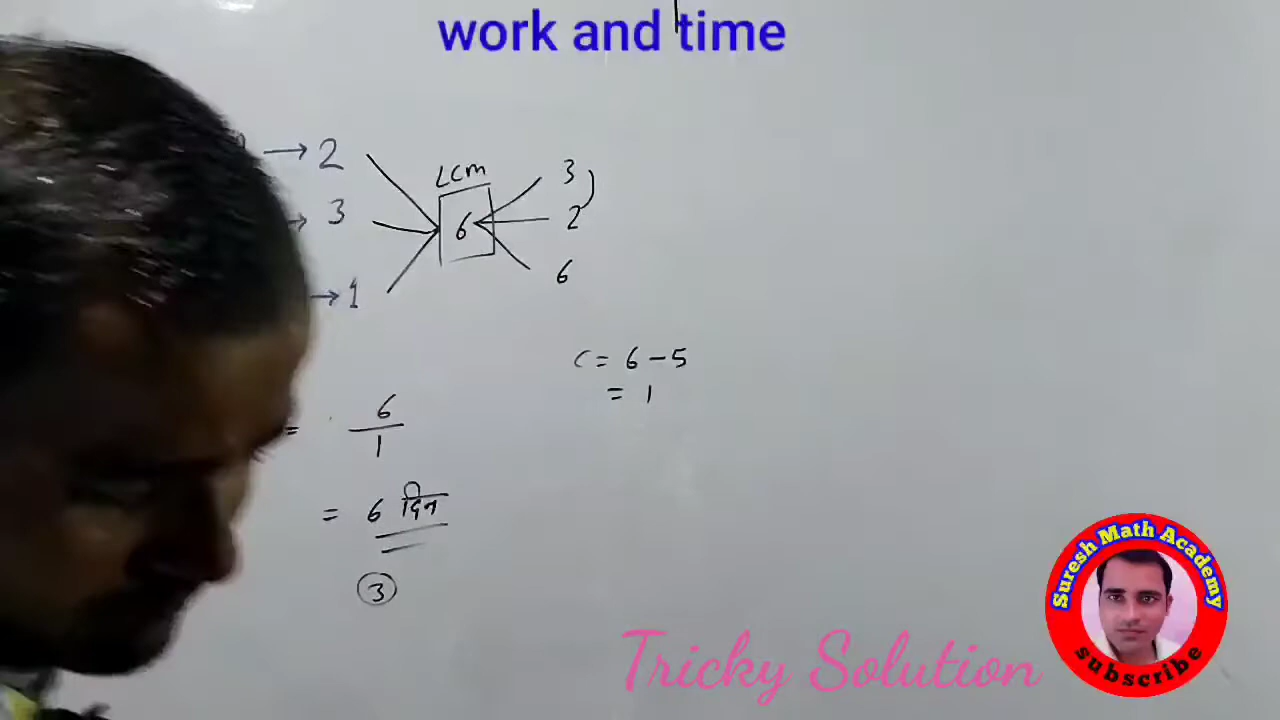 work and time
→ 2
LCM
3
→ 3
6
2
→ 1
6
C = 6 - 5
= 1
= 6/1
= 6 दिन
3
Suresh Math Academy
subscribe
Tricky Solution